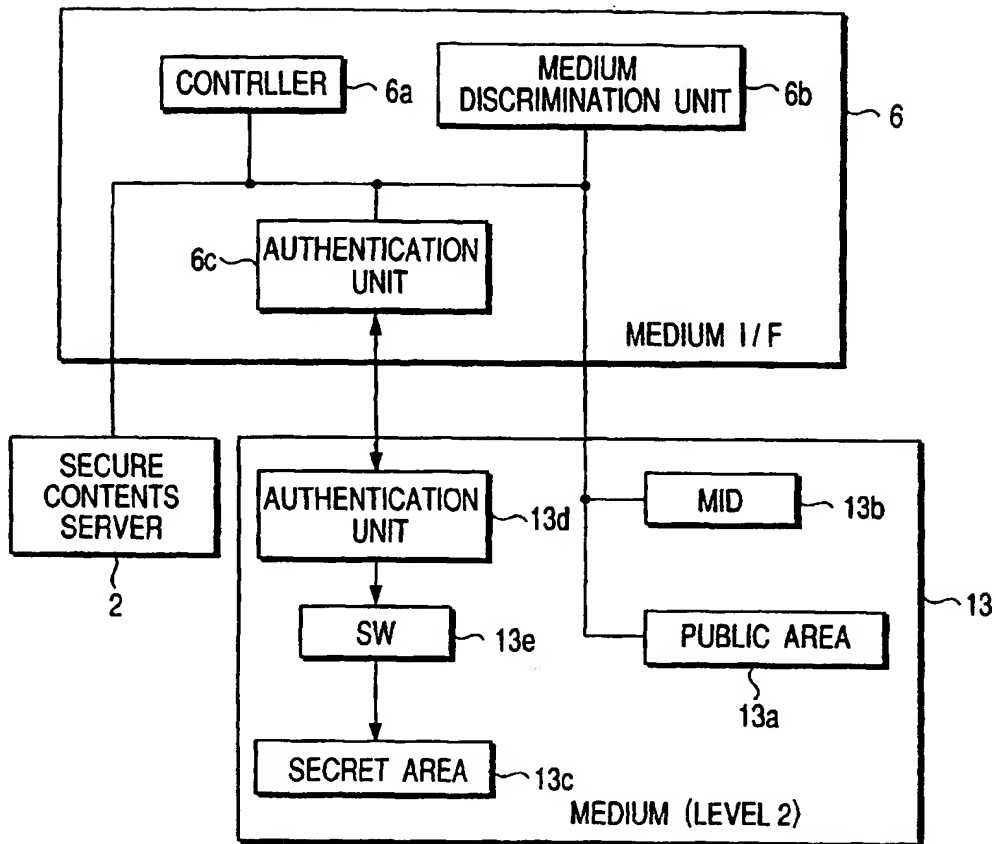 CONTRLLER
6a
MEDIUM
DISCRIMINATION UNIT
6b
6
6c
AUTHENTICATION
UNIT
MEDIUM I/F
SECURE
CONTENTS
SERVER
2
AUTHENTICATION
UNIT
13d
MID
13b
SW
13e
PUBLIC AREA
13a
13
SECRET AREA
13c
MEDIUM (LEVEL 2)